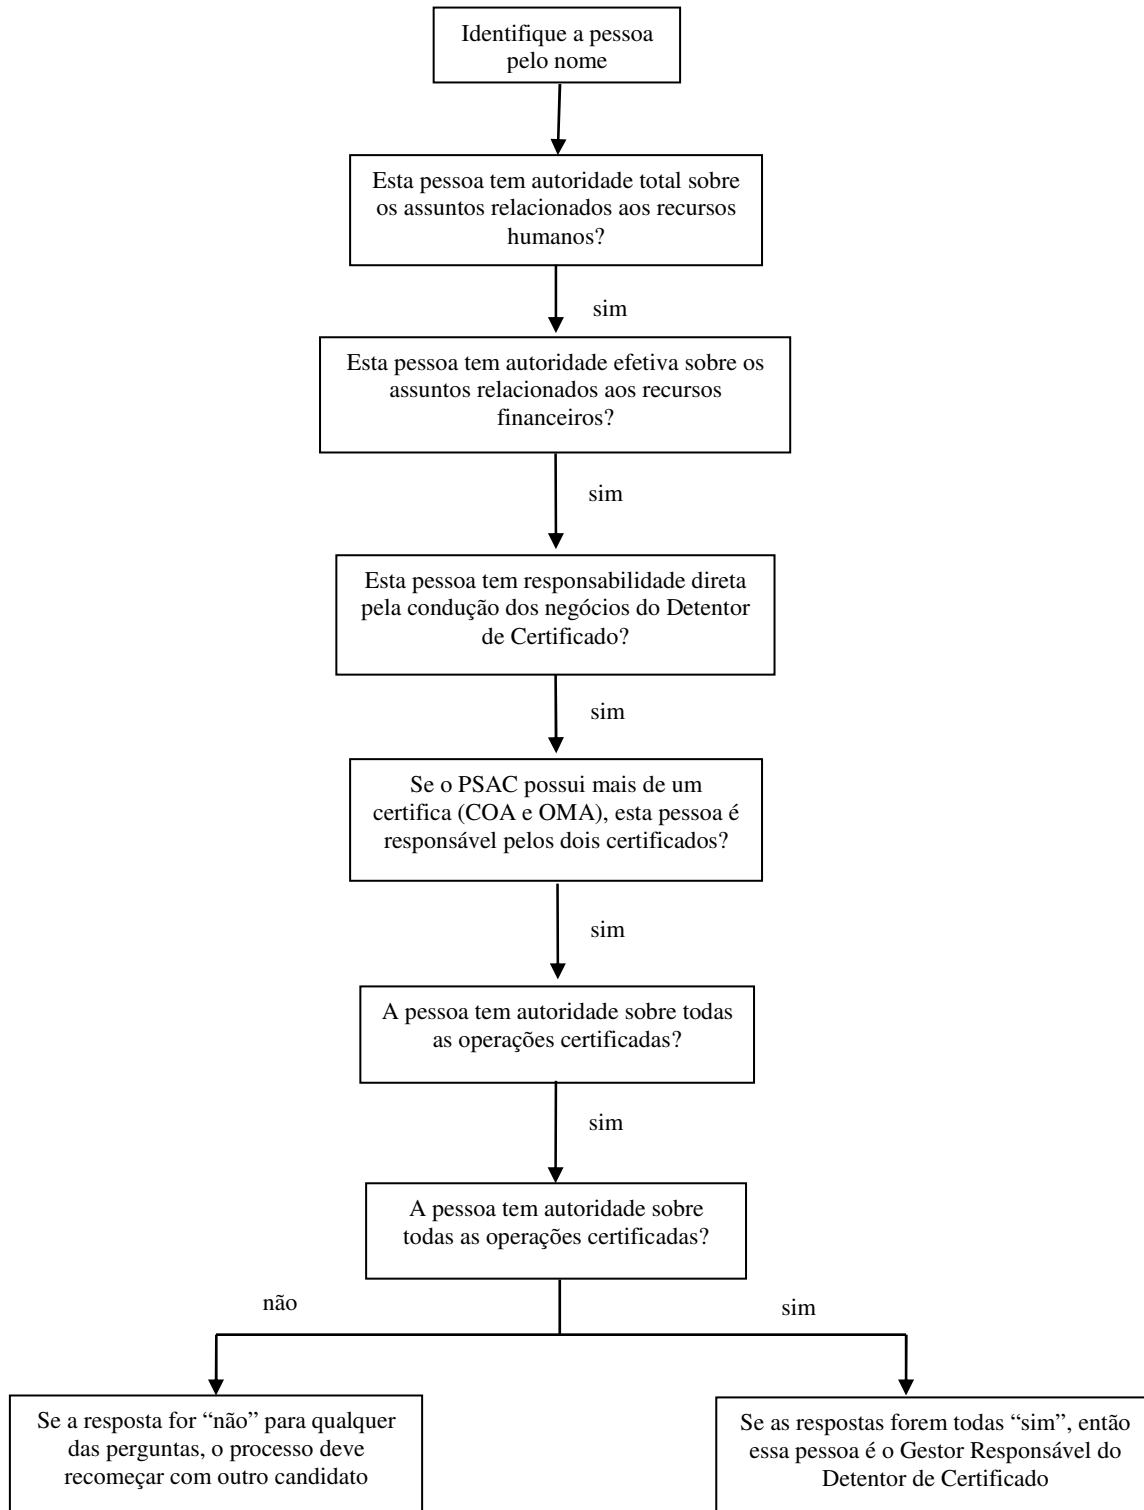 Identifique a pessoa
pelo nome
Esta pessoa tem autoridade total sobre
os assuntos relacionados aos recursos
humanos?
sim
Esta pessoa tem autoridade efetiva sobre os
assuntos relacionados aos recursos
financeiros?
sim
Esta pessoa tem responsabilidade direta
pela condução dos negócios do Detentor
de Certificado?
sim
Se o PSAC possui mais de um
certifica (COA e OMA), esta pessoa é
responsável pelos dois certificados?
sim
A pessoa tem autoridade sobre todas
as operações certificadas?
sim
A pessoa tem autoridade sobre
todas as operações certificadas?
não
sim
Se a resposta for “não” para qualquer
das perguntas, o processo deve
recomeçar com outro candidato
Se as respostas forem todas “sim”, então
essa pessoa é o Gestor Responsável do
Detentor de Certificado